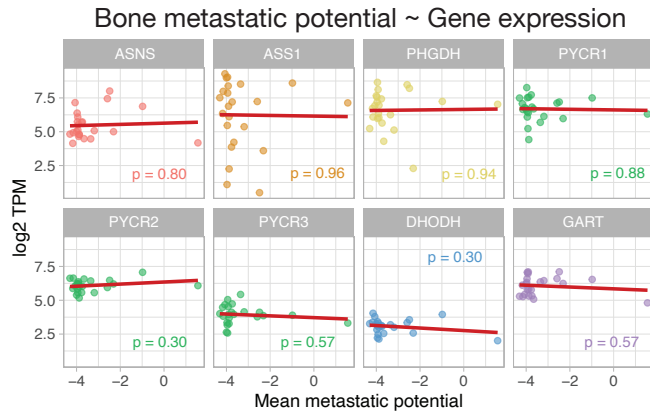 Bone metastatic potential ~ Gene expression
ASNS ASS1 PHGDH PYCR1
7.5
5.0
2.5
p = 0.80 p = 0.96 p = 0.94 p = 0.88
log2 TPM
PYCR2 PYCR3 DHODH GART
p = 0.30
7.5
5.0
2.5
p = 0.30 p = 0.57 p = 0.57
−4 −2 0 −4 −2 0 −4 −2 0 −4 −2 0
Mean metastatic potential